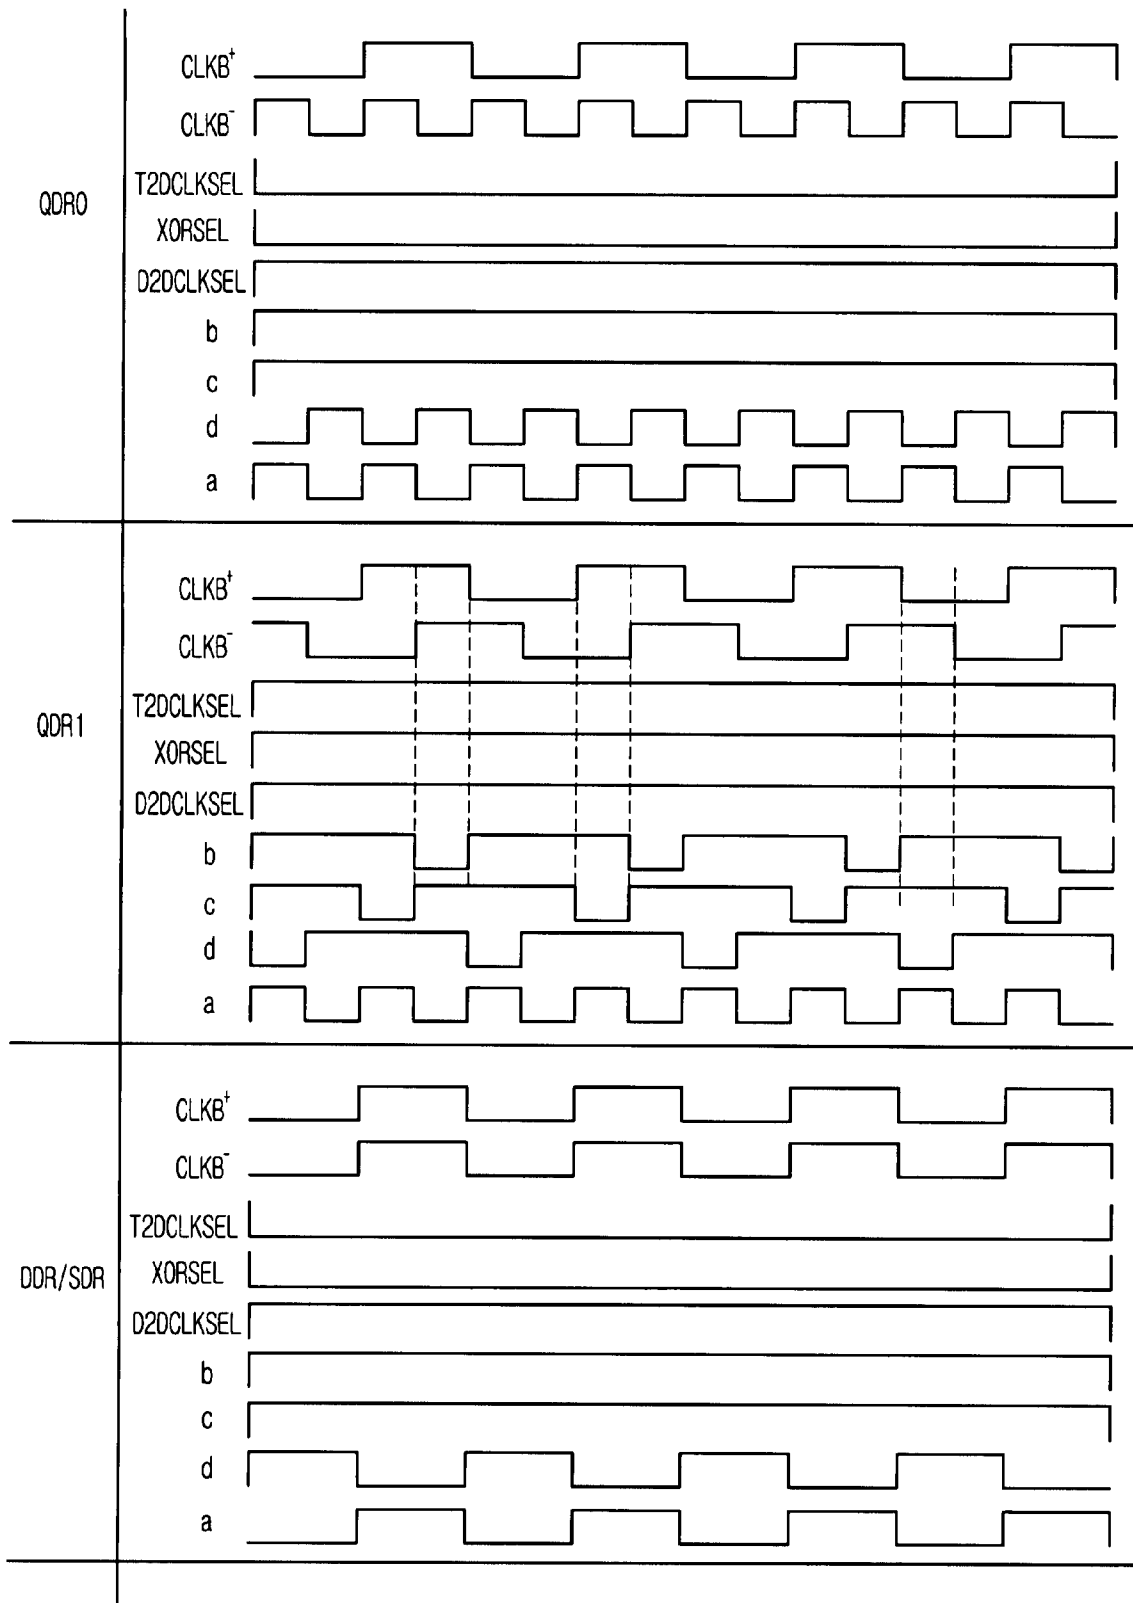 QDR0
CLKB+
CLKB-
T2DCLKSEL
XORSEL
D2DCLKSEL
b
c
d
a
QDR1
CLKB+
CLKB-
T2DCLKSEL
XORSEL
D2DCLKSEL
b
c
d
a
DDR/SDR
CLKB+
CLKB-
T2DCLKSEL
XORSEL
D2DCLKSEL
b
c
d
a